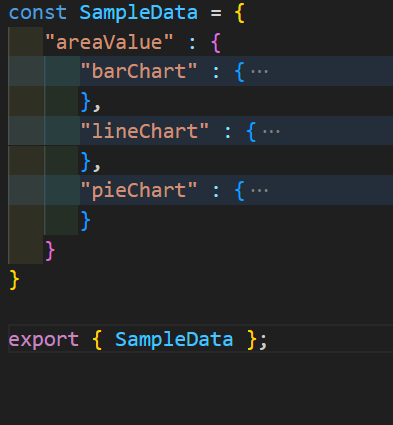 const SampleData = {
"areaValue" : {
"barChart" : {···
},
"lineChart" : {···
},
"pieChart" : {···
}
}
}
export { SampleData };